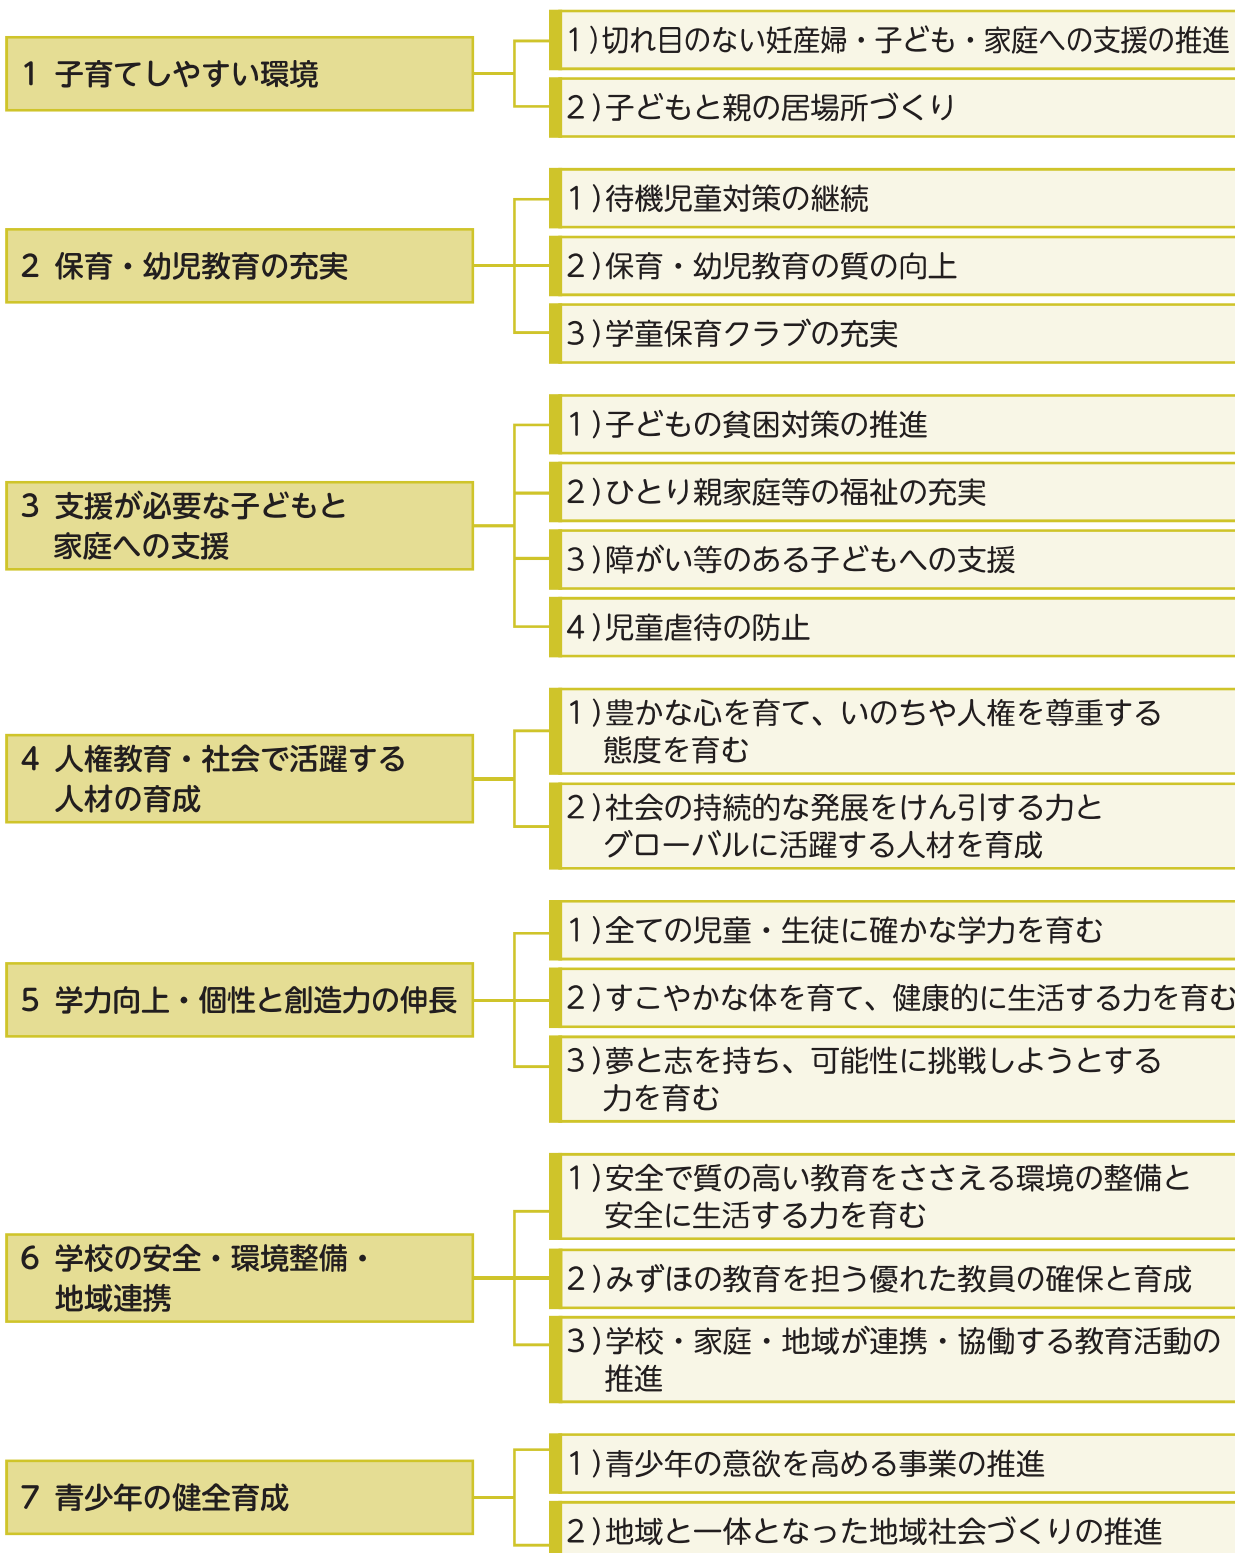 1 子育てしやすい環境
1)切れ目のない妊産婦・子ども・家庭への支援の推進
2)子どもと親の居場所づくり
2 保育・幼児教育の充実
1)待機児童対策の継続
2)保育・幼児教育の質の向上
3)学童保育クラブの充実
3 支援が必要な子どもと
家庭への支援
1)子どもの貧困対策の推進
2)ひとり親家庭等の福祉の充実
3)障がい等のある子どもへの支援
4)児童虐待の防止
4 人権教育・社会で活躍する
人材の育成
1)豊かな心を育て、いのちや人権を尊重する
態度を育む
2)社会の持続的な発展をけん引する力と
グローバルに活躍する人材を育成
5 学力向上・個性と創造力の伸長
1)全ての児童・生徒に確かな学力を育む
2)すこやかな体を育て、健康的に生活する力を育む
3)夢と志を持ち、可能性に挑戦しようとする
力を育む
6 学校の安全・環境整備・
地域連携
1)安全で質の高い教育をささえる環境の整備と
安全に生活する力を育む
2)みずほの教育を担う優れた教員の確保と育成
3)学校・家庭・地域が連携・協働する教育活動の
推進
7 青少年の健全育成
1)青少年の意欲を高める事業の推進
2)地域と一体となった地域社会づくりの推進